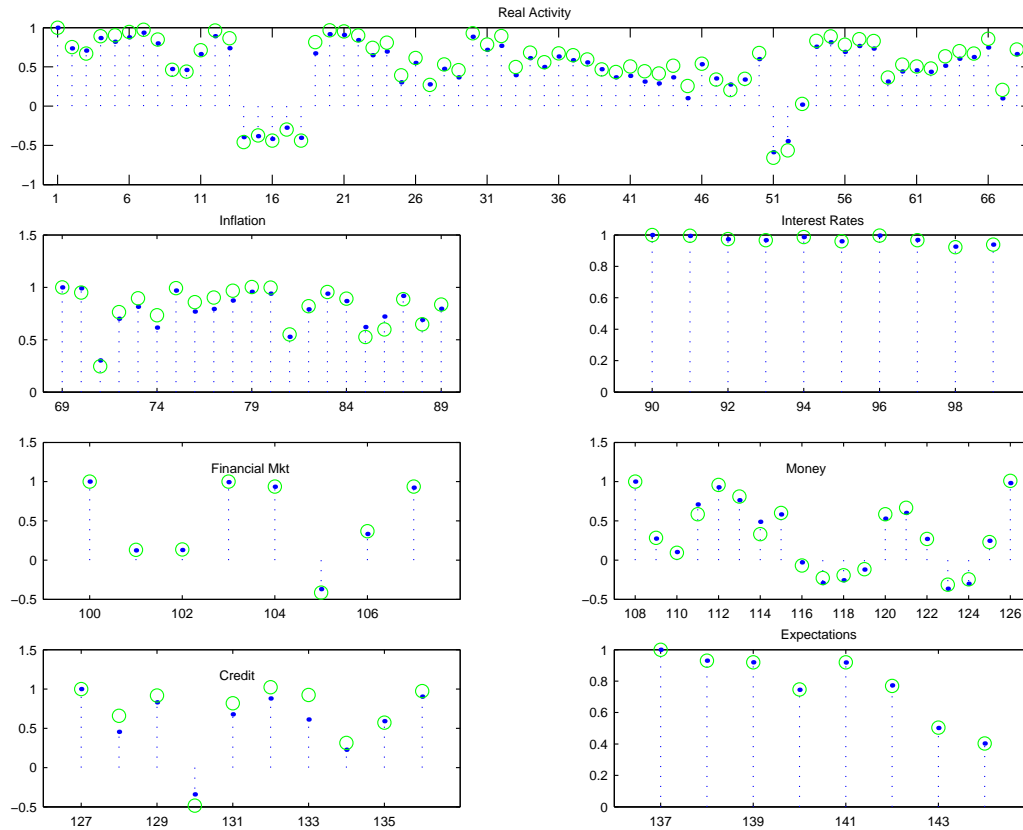 Real Activity
1
0.5
0
−0.5
−1
1 6 11 16 21 26 31 36 41 46 51 56 61 66
Inflation
1.5
1
0.5
0
69 74 79 84 89
Interest Rates
1
0.8
0.6
0.4
0.2
0
90 92 94 96 98
Financial Mkt
1.5
1
0.5
0
−0.5
100 102 104 106
Money
1.5
1
0.5
0
−0.5
108 110 112 114 116 118 120 122 124 126
Credit
1.5
1
0.5
0
−0.5
127 129 131 133 135
Expectations
1
0.8
0.6
0.4
0.2
0
137 139 141 143